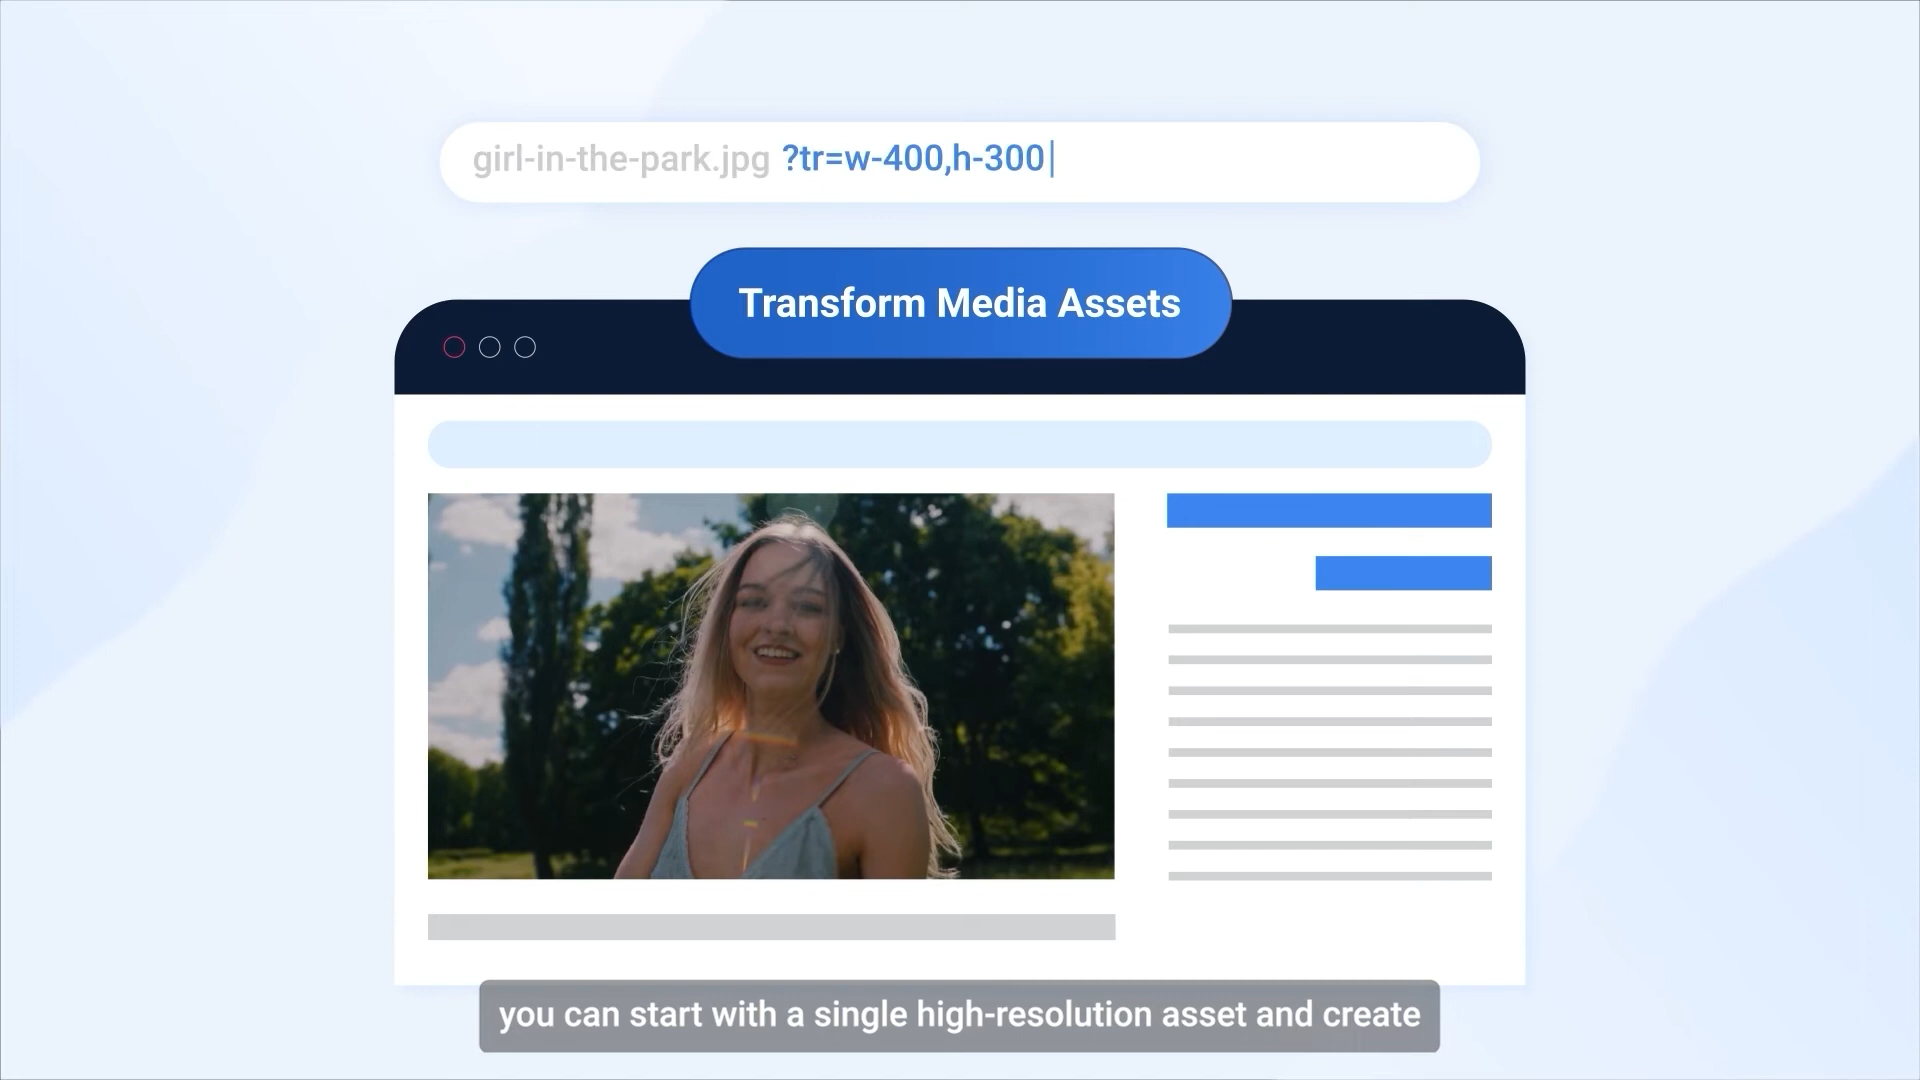 girl-in-the-park.jpg ?tr=w-400,h-300
Transform Media Assets
you can start with a single high-resolution asset and create